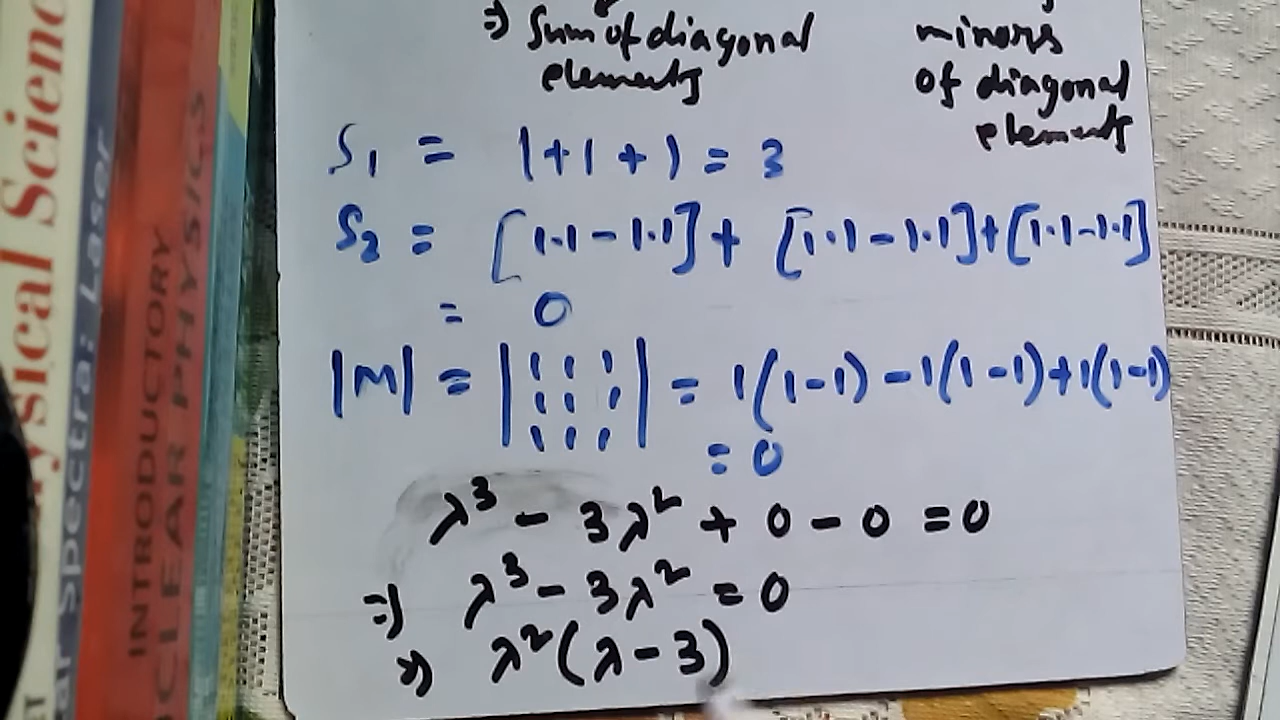 ysical Scienc
ar Spectra: Laser
INTRODUCTORY
CLEAR PHYSICS
⇒ Sum of diagonal minors
elements of diagonal
elements
S₁ = 1+1+1 = 3
S₂ = [1·1 − 1·1] + [1·1 − 1·1] + [1·1 − 1·1]
= 0
|M| = |1 1 1; 1 1 1; 1 1 1| = 1(1−1) −1(1−1)+1(1−1)
= 0
λ³ − 3λ² + 0 − 0 = 0
⇒) λ³ − 3λ² = 0
⇒) λ²(λ−3)